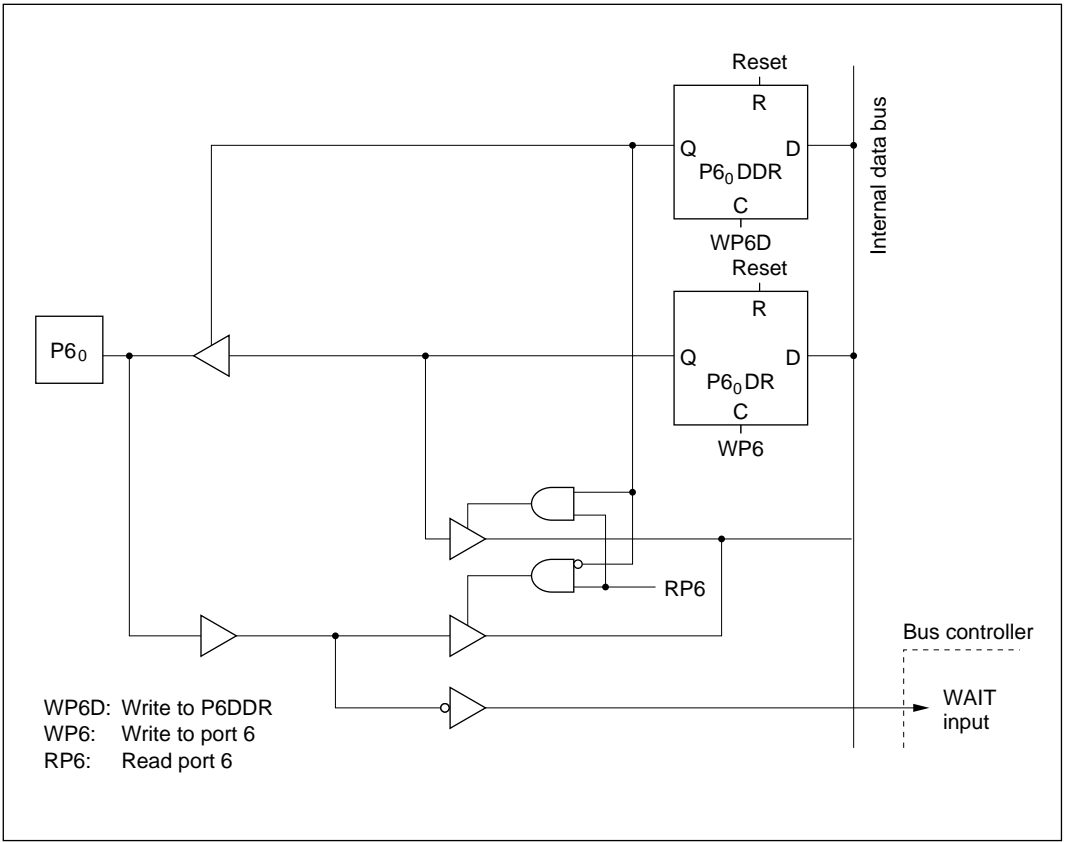 Reset
R
Q
D
P6₀DDR
C
WP6D
Internal data bus
Reset
R
P6₀
Q
D
P6₀DR
C
WP6
RP6
Bus controller
WAIT
input
WP6D: Write to P6DDR
WP6: Write to port 6
RP6: Read port 6